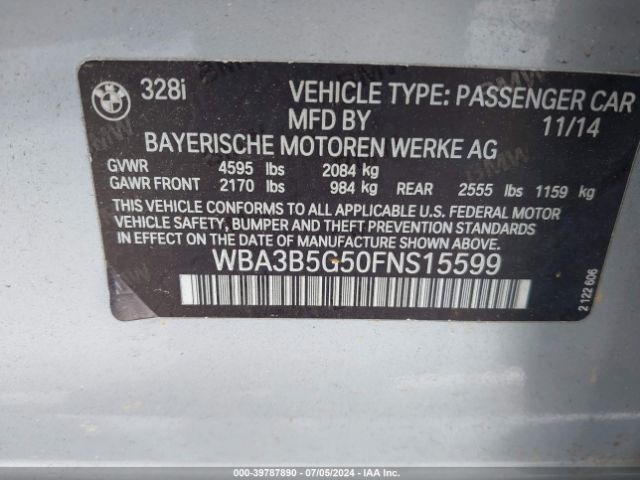 328i VEHICLE TYPE: PASSENGER CAR
MFD BY 11/14
BAYERISCHE MOTOREN WERKE AG
GVWR 4595 lbs 2084 kg
GAWR FRONT 2170 lbs 984 kg REAR 2555 lbs 1159 kg
THIS VEHICLE CONFORMS TO ALL APPLICABLE U.S. FEDERAL MOTOR
VEHICLE SAFETY, BUMPER AND THEFT PREVENTION STANDARDS
IN EFFECT ON THE DATE OF MANUFACTURE SHOWN ABOVE.
WBA3B5G50FNS15599
2 122 606
000-39787890 - 07/05/2024 - IAAI.COM